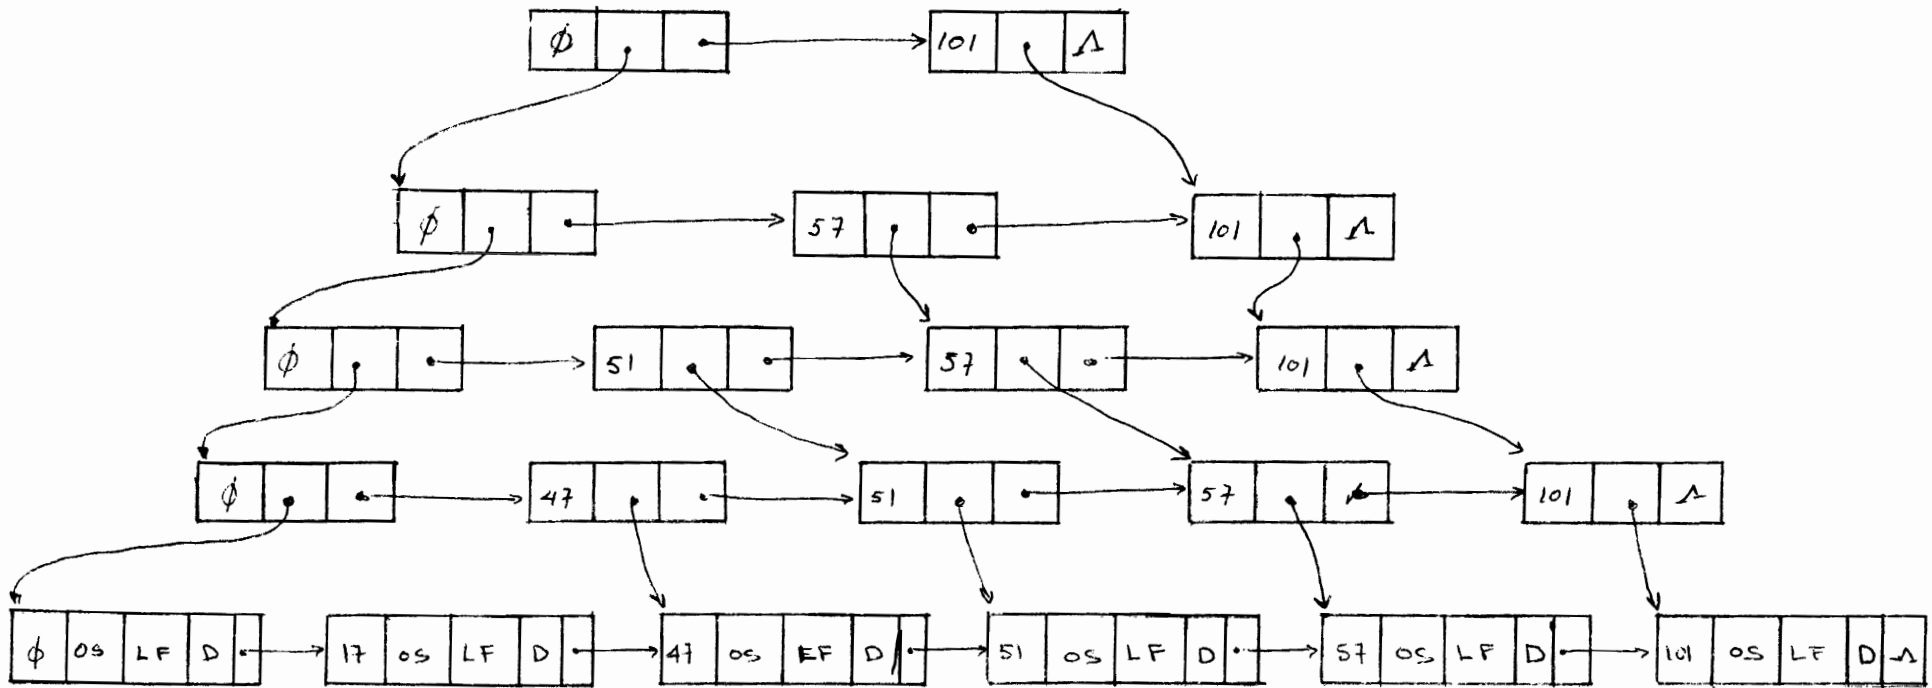 ϕ 101 Λ
ϕ 57 101 Λ
ϕ 51 57 101 Λ
ϕ 47 51 57 101 Λ
ϕ OS LF D 17 OS LF D 47 OS EF D 51 OS LF D 57 OS LF D 101 OS LF D Λ